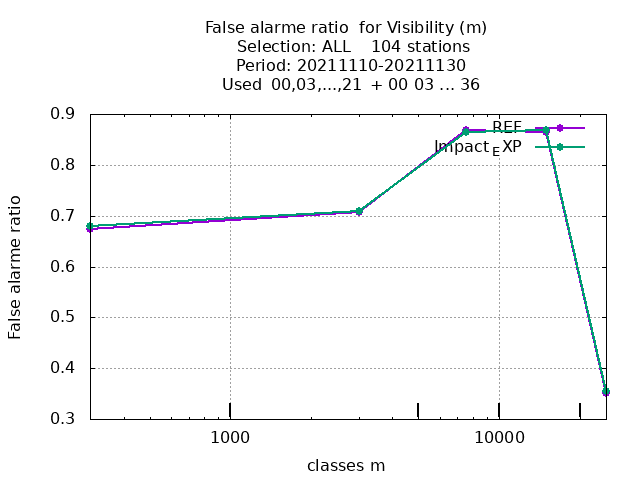 False alarme ratio  for Visibility (m)
Selection: ALL    104 stations
Period: 20211110-20211130
Used  00,03,...,21  + 00 03 ... 36
REF
Impact_EXP
0.9
0.8
0.7
0.6
0.5
0.4
0.3
False alarme ratio
1000
10000
classes m